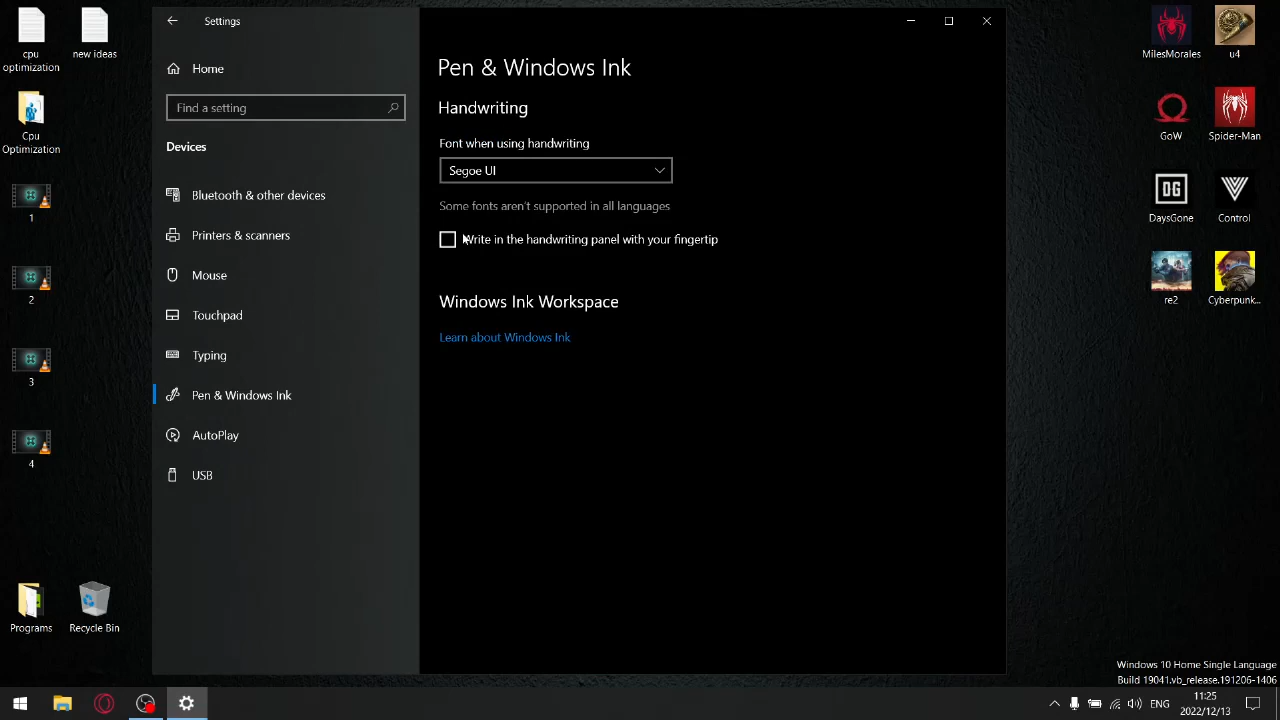 cpu
optimization
new ideas
Cpu
Optimization
1
2
3
4
Programs
Recycle Bin
Settings
Home
Find a setting
Devices
Bluetooth & other devices
Printers & scanners
Mouse
Touchpad
Typing
Pen & Windows Ink
AutoPlay
USB
Pen & Windows Ink
Handwriting
Font when using handwriting
Segoe UI
Some fonts aren't supported in all languages
Write in the handwriting panel with your fingertip
Windows Ink Workspace
Learn about Windows Ink
MilesMorales
u4
GoW
Spider-Man
DG
DaysGone
Control
re2
Cyberpunk...
Windows 10 Home Single Language
Build 19041.vb_release.191206-1406
ENG
11:25
2022/12/13